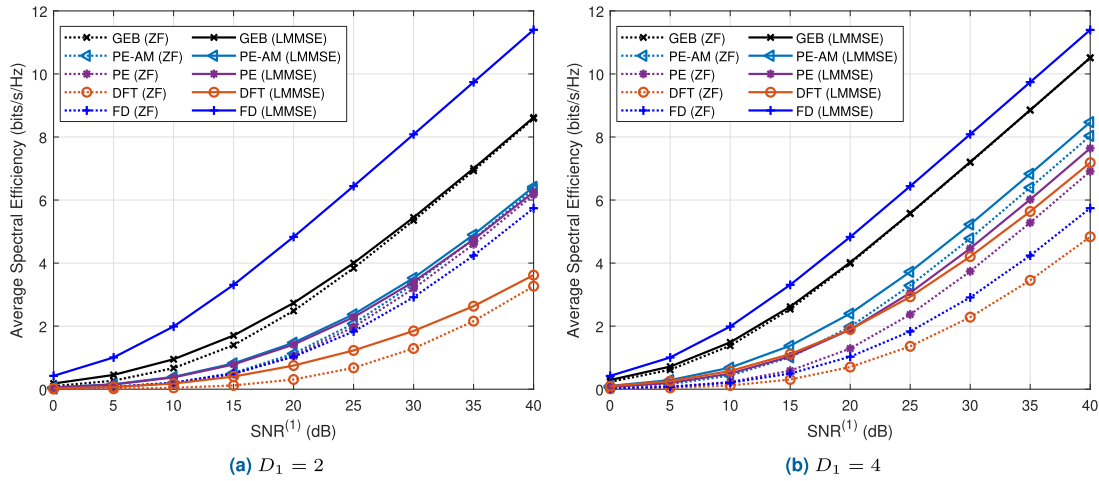 12
10
8
6
4
2
0
Average Spectral Efficiency (bits/s/Hz)
GEB (ZF) GEB (LMMSE)
PE-AM (ZF) PE-AM (LMMSE)
PE (ZF) PE (LMMSE)
DFT (ZF) DFT (LMMSE)
FD (ZF) FD (LMMSE)
0 5 10 15 20 25 30 35 40
SNR⁽¹⁾ (dB)
(a) D₁ = 2
12
10
8
6
4
2
0
Average Spectral Efficiency (bits/s/Hz)
GEB (ZF) GEB (LMMSE)
PE-AM (ZF) PE-AM (LMMSE)
PE (ZF) PE (LMMSE)
DFT (ZF) DFT (LMMSE)
FD (ZF) FD (LMMSE)
0 5 10 15 20 25 30 35 40
SNR⁽¹⁾ (dB)
(b) D₁ = 4